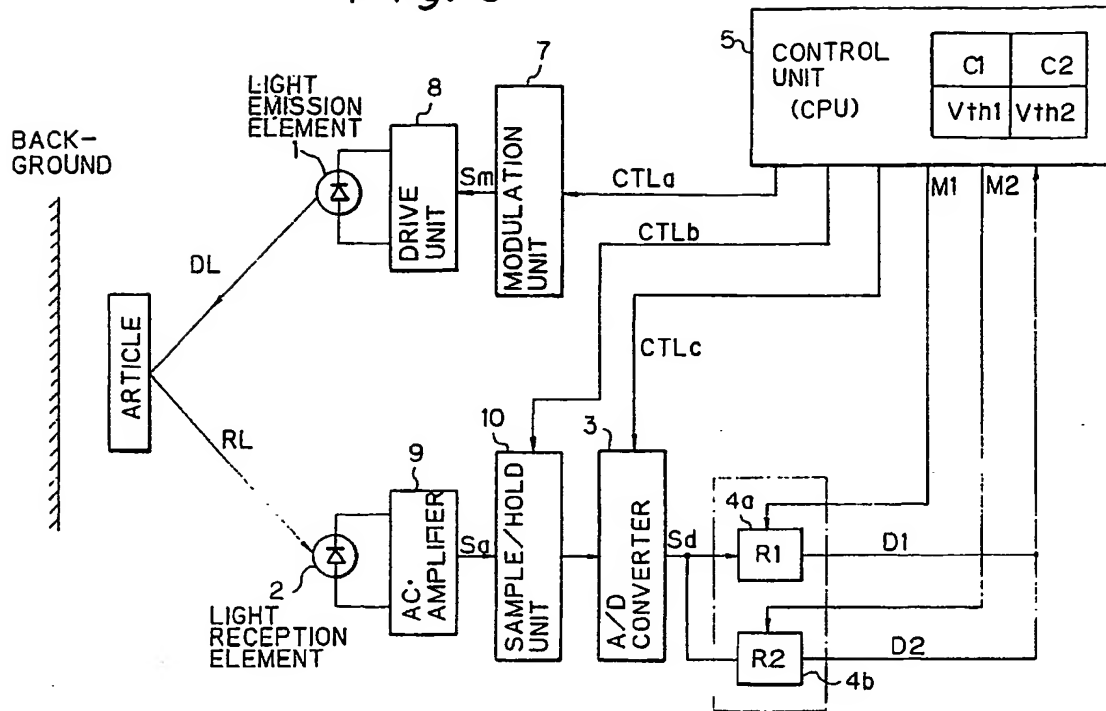 5
CONTROL
UNIT
(CPU)
C1
C2
Vth1
Vth2
7
MODULATION
UNIT
8
DRIVE
UNIT
LIGHT
EMISSION
ELEMENT
1
BACK-
GROUND
Sm
CTLa
CTLb
CTLc
M1
M2
DL
ARTICLE
RL
10
SAMPLE/HOLD
UNIT
3
A/D
CONVERTER
9
AC·
AMPLIFIER
Sa
Sd
4a
R1
D1
R2
D2
4b
2
LIGHT
RECEPTION
ELEMENT